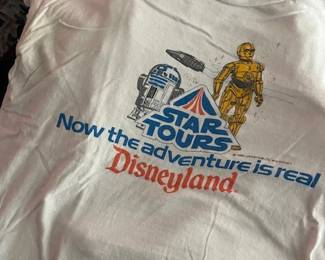 STAR
TOURS
Now the adventure is real
Disneyland